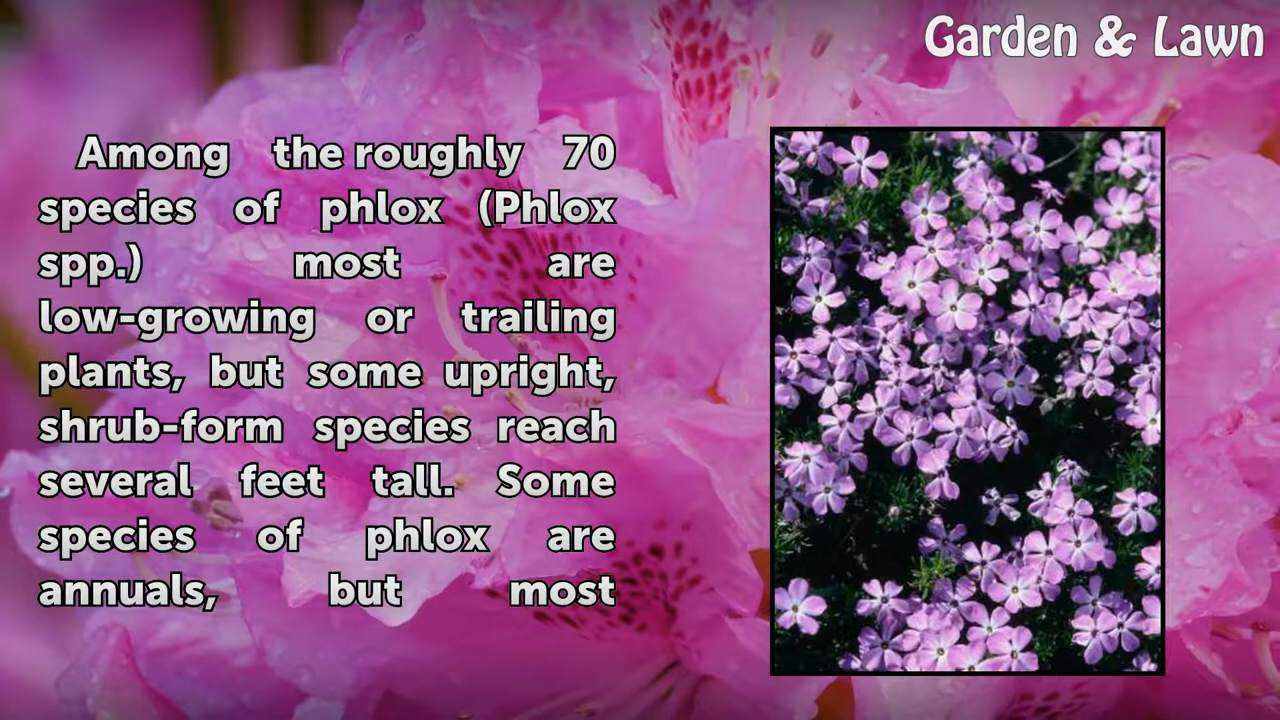 Garden & Lawn
Among the roughly 70
species of phlox (Phlox
spp.) most are
low-growing or trailing
plants, but some upright,
shrub-form species reach
several feet tall. Some
species of phlox are
annuals, but most